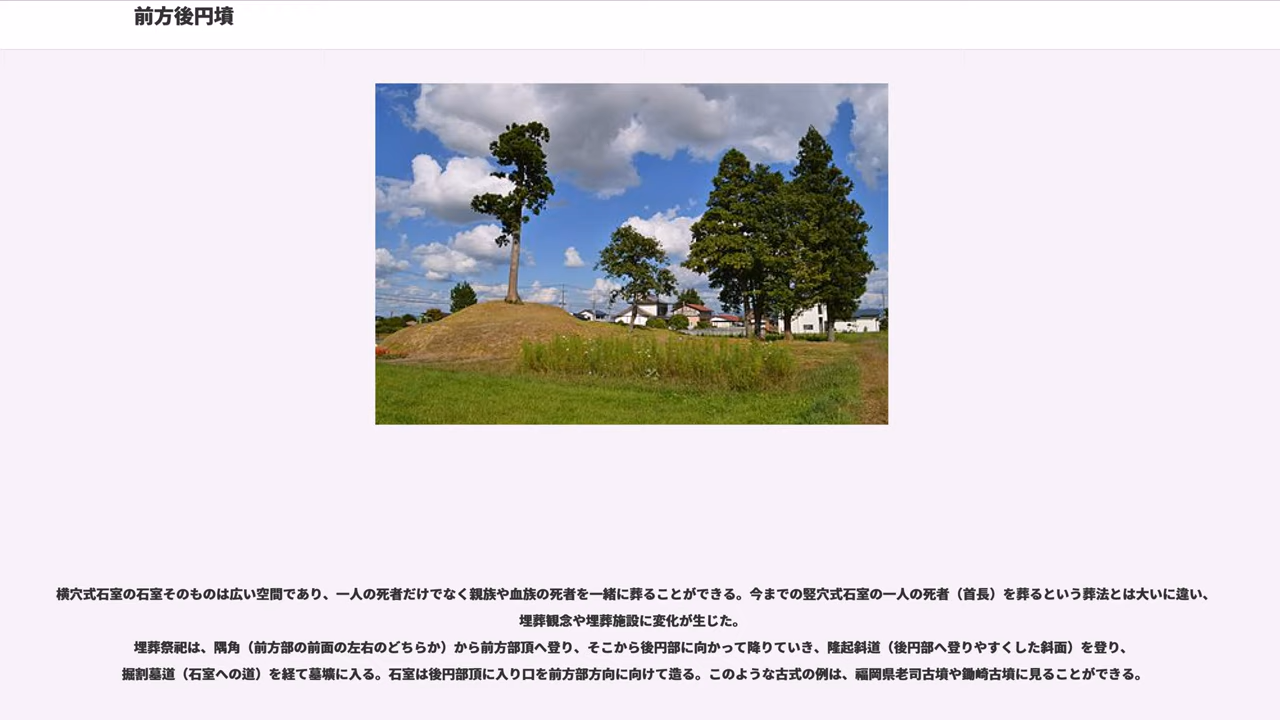 前方後円墳
横穴式石室の石室そのものは広い空間であり、一人の死者だけでなく親族や血族の死者を一緒に葬ることができる。今までの竪穴式石室の一人の死者（首長）を葬るという葬法とは大いに違い、
埋葬観念や埋葬施設に変化が生じた。
埋葬祭祀は、隅角（前方部の前面の左右のどちらか）から前方部頂へ登り、そこから後円部に向かって降りていき、隆起斜道（後円部へ登りやすくした斜面）を登り、
掘割墓道（石室への道）を経て墓壙に入る。石室は後円部頂に入り口を前方部方向に向けて造る。このような古式の例は、福岡県老司古墳や鋤崎古墳に見ることができる。